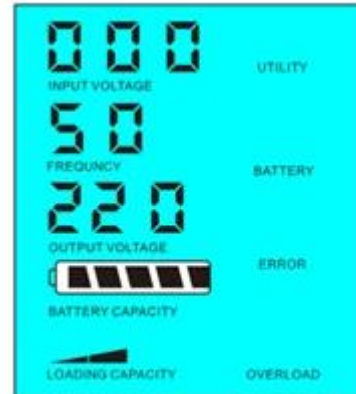 000
UTILITY
INPUT VOLTAGE
50
FREQUNCY
BATTERY
220
OUTPUT VOLTAGE
ERROR
BATTERY CAPACITY
LOADING CAPACITY
OVERLOAD